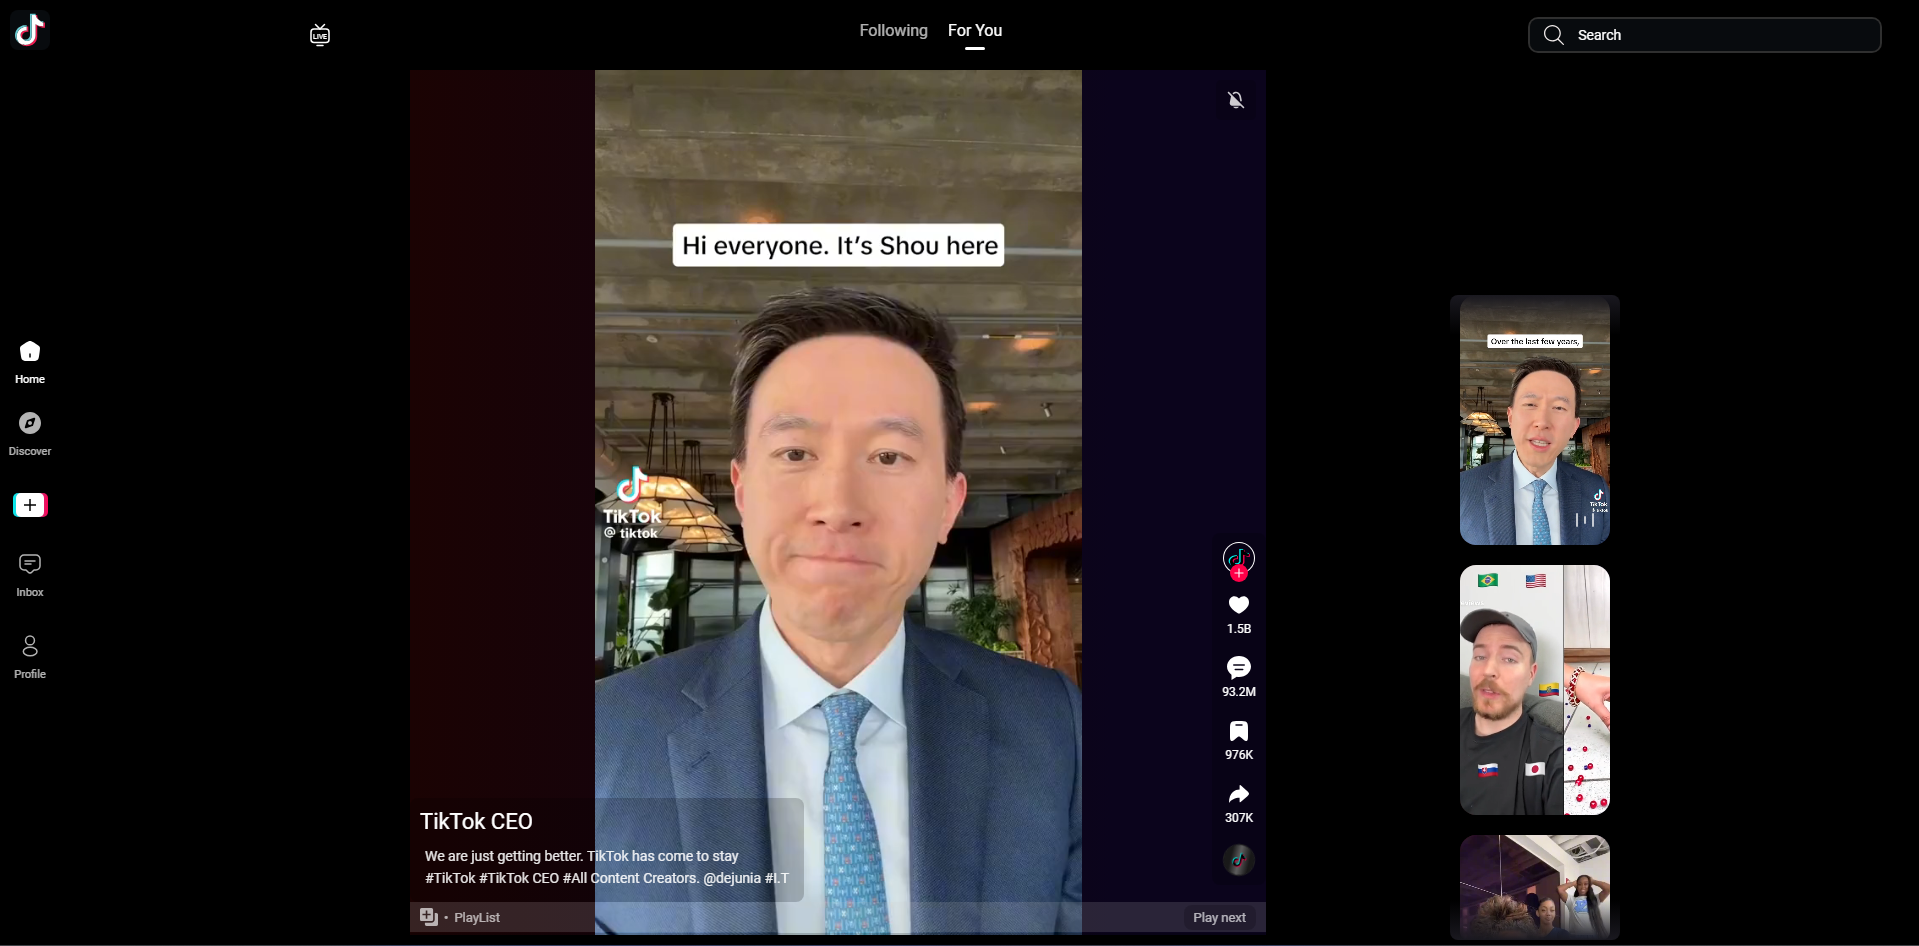 LIVE
Following
For You
Search
Hi everyone. It's Shou here
TikTok
@ tiktok
Home
Discover
Inbox
Profile
1.5B
93.2M
976K
307K
TikTok CEO
We are just getting better. TikTok has come to stay
#TikTok #TikTok CEO #All Content Creators. @dejunia #I.T
• PlayList
Play next
Over the last few years,
TikTok